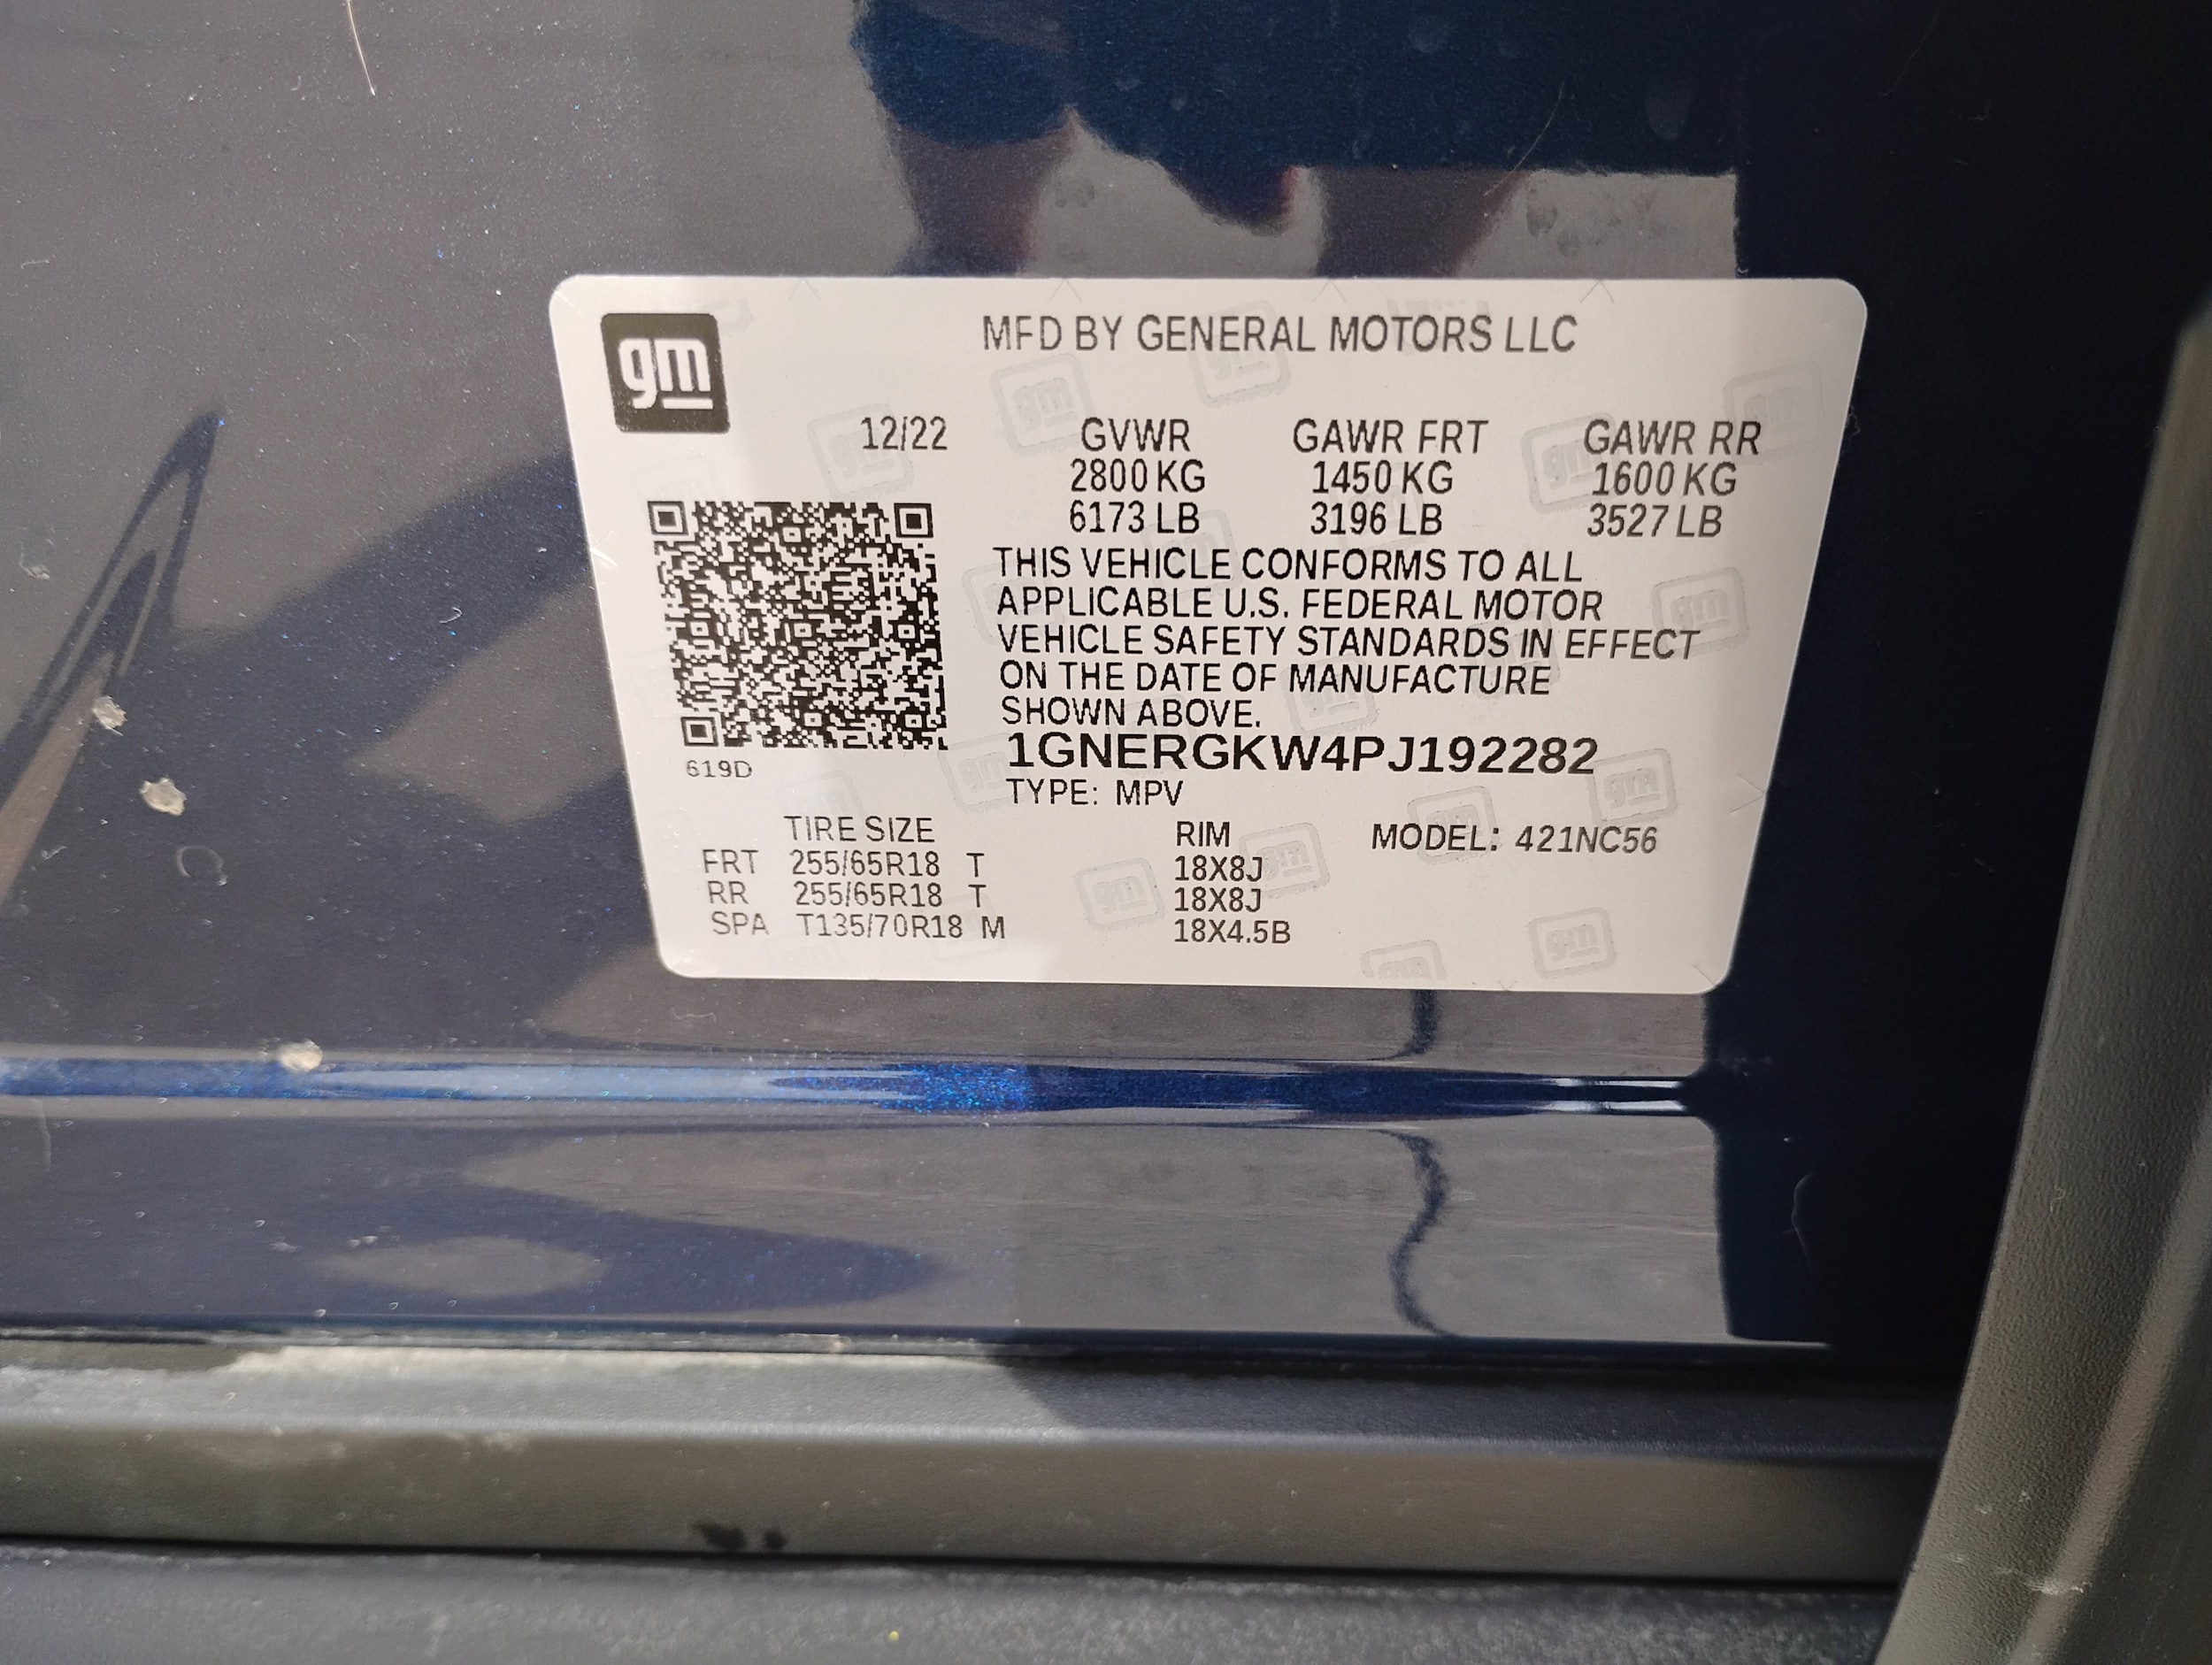 gm
MFD BY GENERAL MOTORS LLC
12/22 GVWR GAWR FRT GAWR RR
2800 KG 1450 KG 1600 KG
6173 LB 3196 LB 3527 LB
THIS VEHICLE CONFORMS TO ALL
APPLICABLE U.S. FEDERAL MOTOR
VEHICLE SAFETY STANDARDS IN EFFECT
ON THE DATE OF MANUFACTURE
SHOWN ABOVE.
1GNERGKW4PJ192282
619D
TYPE: MPV
TIRE SIZE RIM MODEL: 421NC56
FRT 255/65R18 T 18X8J
RR 255/65R18 T 18X8J
SPA T135/70R18 M 18X4.5B